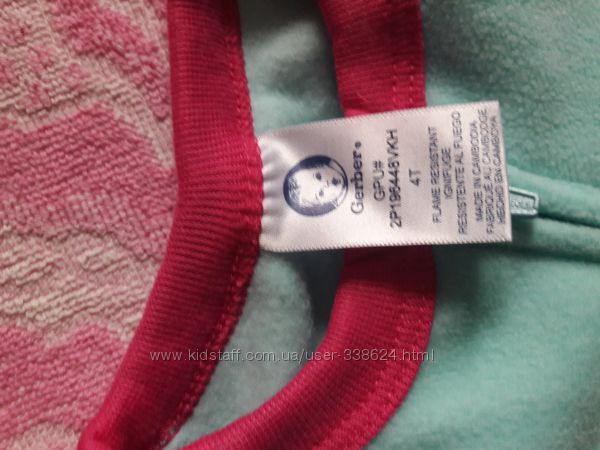 Gerber®
GPU#
2P196448VKH
4T
FLAME RESISTANT
IGNIFUGE
RESISTENTE AL FUEGO
MADE IN CAMBODIA
FABRIQUÉ AU CAMBODGE
HECHO EN CAMBOYA
www.kidstaff.com.ua/user-338624.html